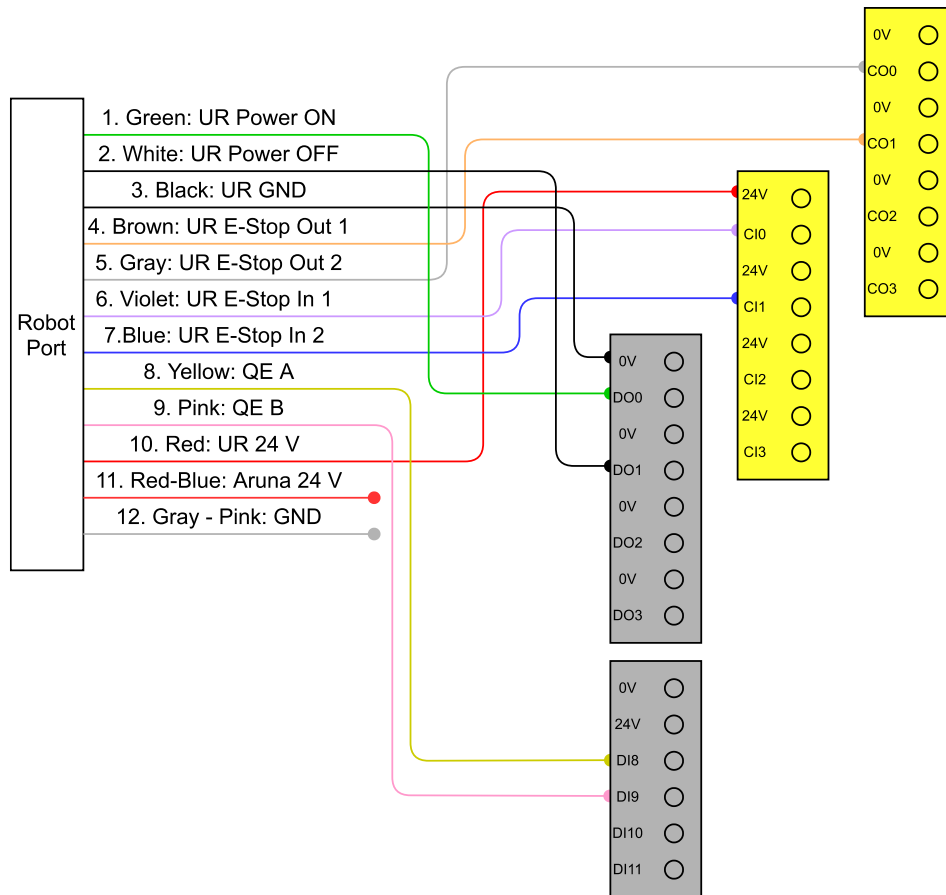 Robot
Port
1. Green: UR Power ON
2. White: UR Power OFF
3. Black: UR GND
4. Brown: UR E-Stop Out 1
5. Gray: UR E-Stop Out 2
6. Violet: UR E-Stop In 1
7.Blue: UR E-Stop In 2
8. Yellow: QE A
9. Pink: QE B
10. Red: UR 24 V
11. Red-Blue: Aruna 24 V
12. Gray - Pink: GND
0V
CO0
0V
CO1
0V
CO2
0V
CO3
24V
CI0
24V
CI1
24V
CI2
24V
CI3
0V
DO0
0V
DO1
0V
DO2
0V
DO3
0V
24V
DI8
DI9
DI10
DI11